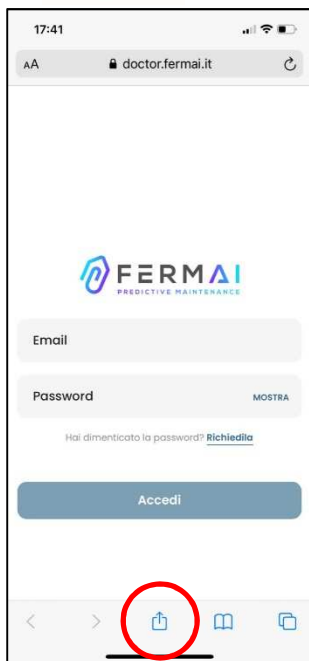 17:41
AA doctor.fermai.it
FERMAI
PREDICTIVE MAINTENANCE
Email
Password MOSTRA
Hai dimenticato la password? Richiedila
Accedi